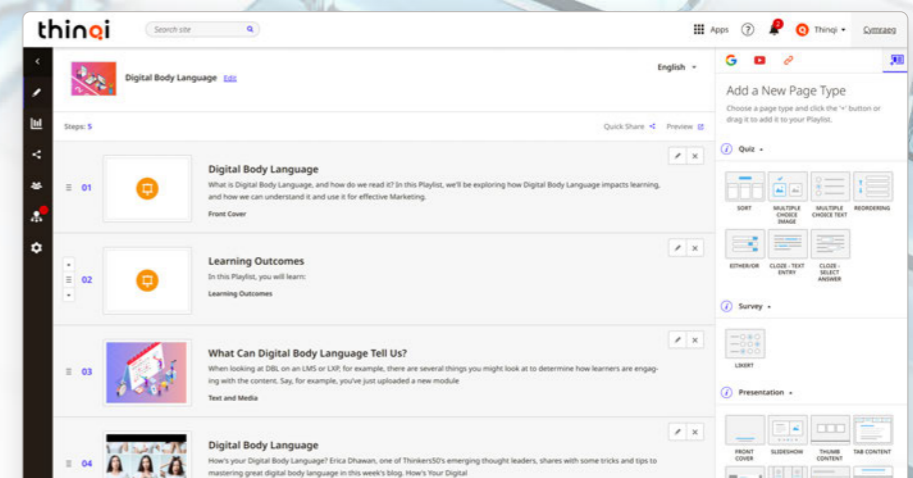 thinqi
Search site
Apps
2
Thinqi
Cymraeg
Digital Body Language Edit
English
Steps: 5
Quick Share
Preview
01
Digital Body Language
What is Digital Body Language, and how do we read it? In this Playlist, we'll be exploring how Digital Body Language impacts learning,
and how we can understand it and use it for effective Marketing.
Front Cover
02
Learning Outcomes
In this Playlist, you will learn:
Learning Outcomes
03
What Can Digital Body Language Tell Us?
When looking at DBL on an LMS or LXP, for example, there are several things you might look at to determine how learners are engag-
ing with the content. Say, for example, you've just uploaded a new module
Text and Media
04
Digital Body Language
How's your Digital Body Language? Erica Dhawan, one of Thinkers50's emerging thought leaders, shares with some tricks and tips to
mastering great digital body language in this week's blog. How's Your Digital
Add a New Page Type
Choose a page type and click the '+' button or
drag it to add it to your Playlist.
Quiz
SORT
MULTIPLE
CHOICE
IMAGE
MULTIPLE
CHOICE TEXT
REORDERING
EITHER/OR
CLOZE - TEXT
ENTRY
CLOZE -
SELECT
ANSWER
Survey
LIKERT
Presentation
FRONT
COVER
SLIDESHOW
THUMB
CONTENT
TAB CONTENT